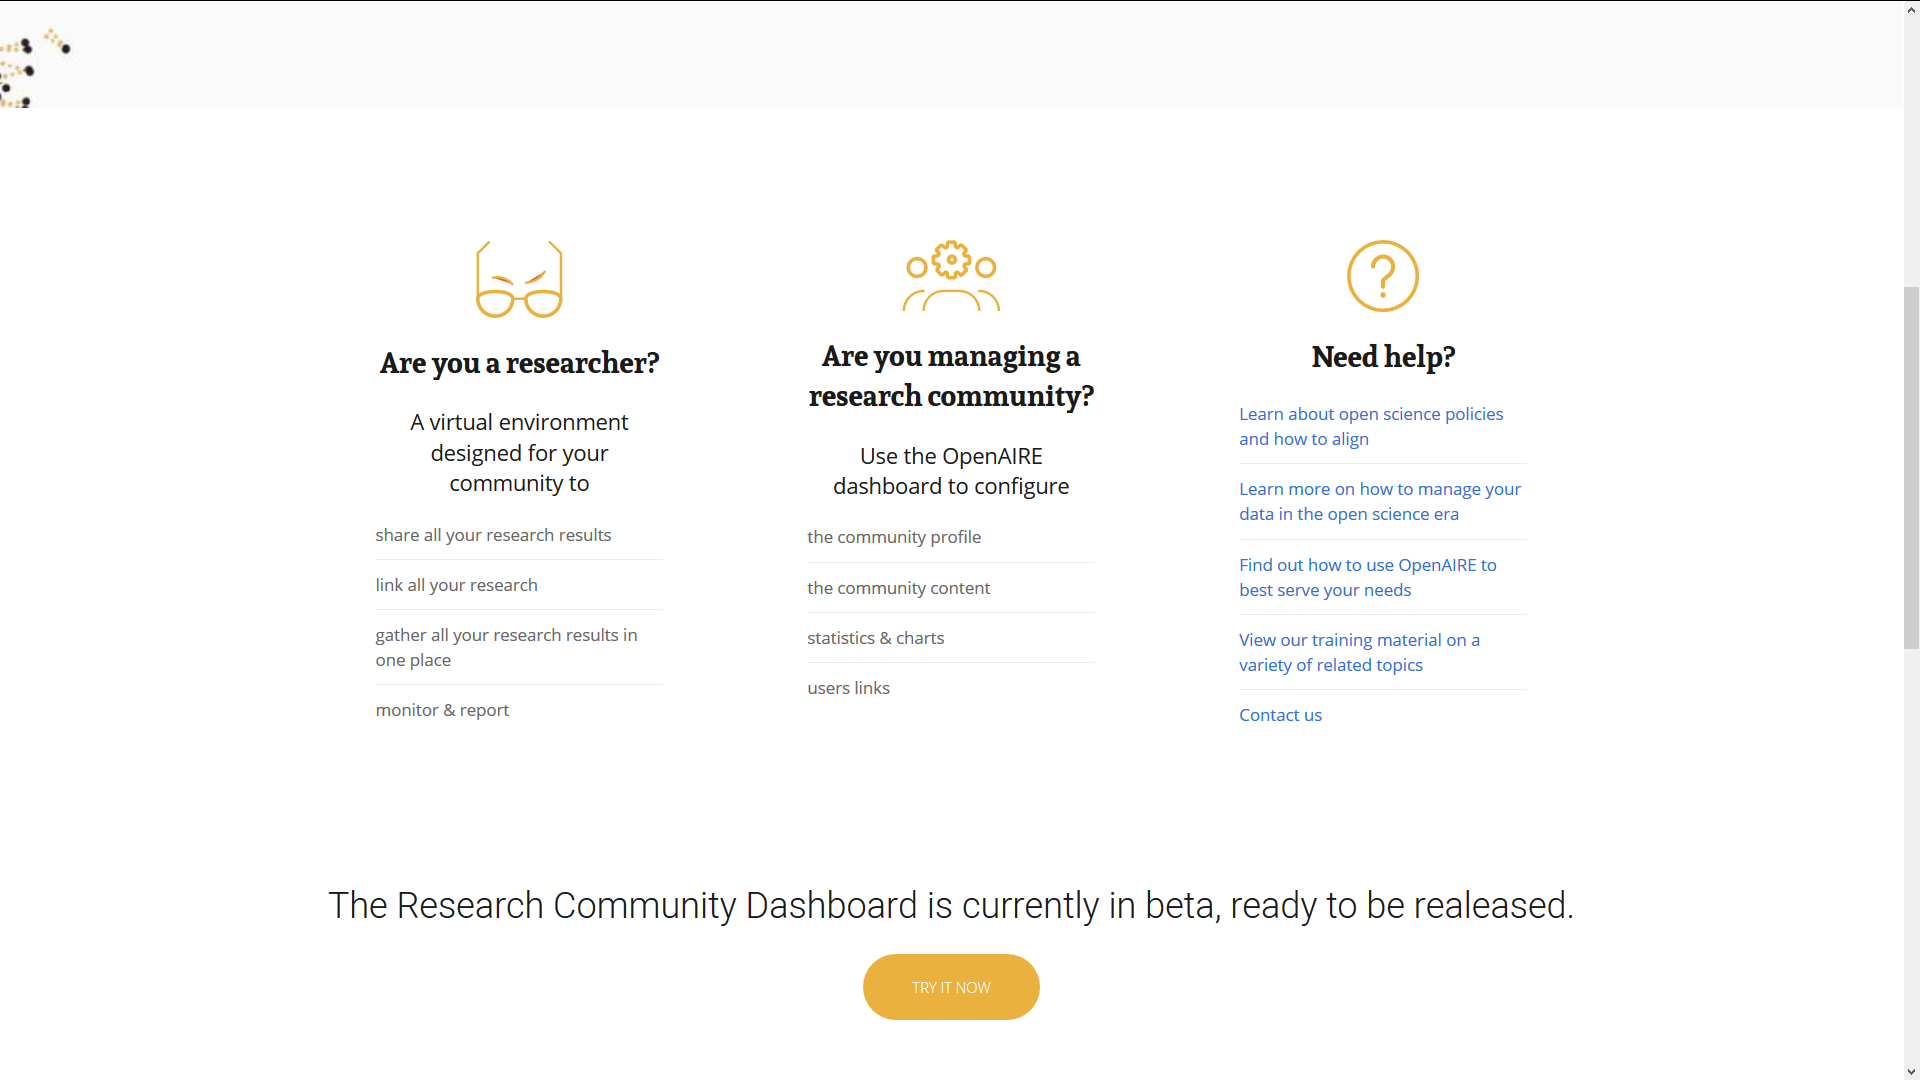 Are you a researcher?
A virtual environment
designed for your
community to
share all your research results
link all your research
gather all your research results in
one place
monitor & report
Are you managing a
research community?
Use the OpenAIRE
dashboard to configure
the community profile
the community content
statistics & charts
users links
Need help?
Learn about open science policies
and how to align
Learn more on how to manage your
data in the open science era
Find out how to use OpenAIRE to
best serve your needs
View our training material on a
variety of related topics
Contact us
The Research Community Dashboard is currently in beta, ready to be realeased.
TRY IT NOW